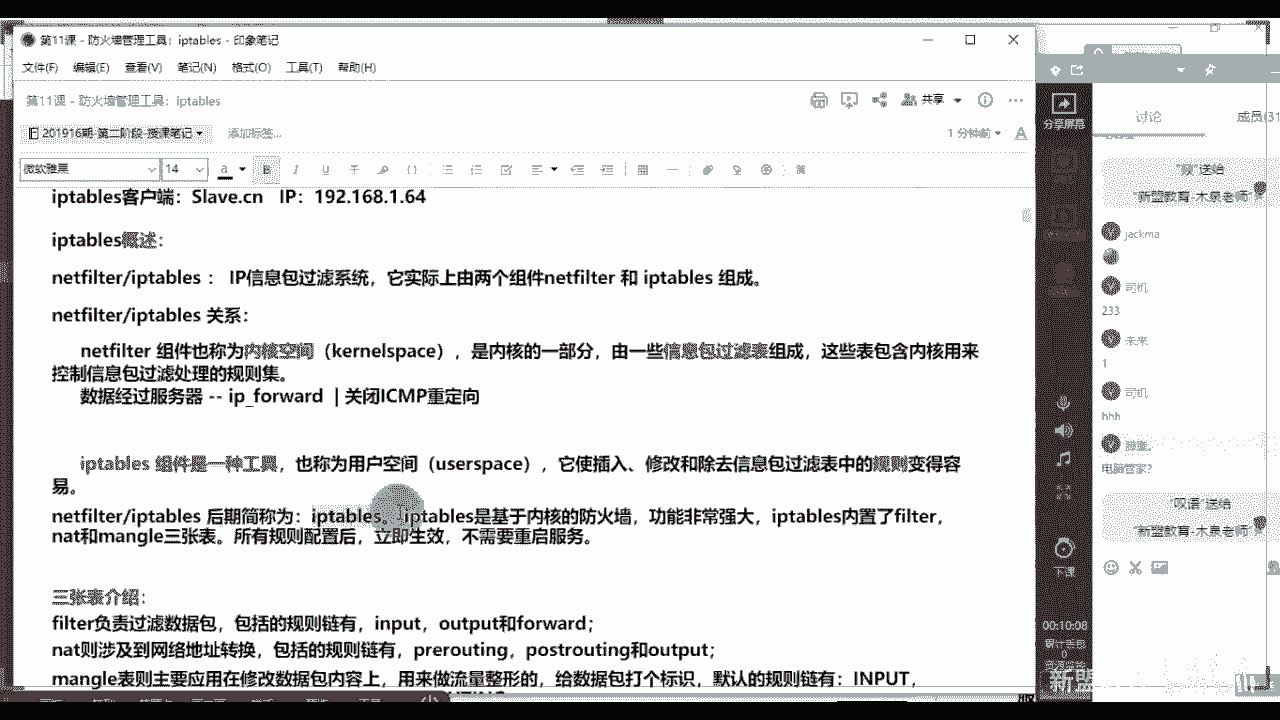 第11课 - 防火墙管理工具：iptables - 印象笔记
文件(F) 编辑(E) 查看(V) 笔记(N) 格式(O) 工具(T) 帮助(H)
第11课 - 防火墙管理工具：iptables
共享
201916期-第二阶段-授课笔记
添加标签...
1 分钟前
微软雅黑 14
iptables客户端：Slave.cn IP：192.168.1.64
iptables概述：
netfilter/iptables ： IP信息包过滤系统，它实际上由两个组件netfilter 和 iptables 组成。
netfilter/iptables 关系：
netfilter 组件也称为内核空间（kernelspace），是内核的一部分，由一些信息包过滤表组成，这些表包含内核用来
控制信息包过滤处理的规则集。
数据经过服务器 -- ip_forward | 关闭ICMP重定向
iptables 组件是一种工具，也称为用户空间（userspace），它使插入、修改和除去信息包过滤表中的规则变得容
易。
netfilter/iptables 后期简称为：iptables。 iptables是基于内核的防火墙，功能非常强大，iptables内置了filter，
nat和mangle三张表。所有规则配置后，立即生效，不需要重启服务。
三张表介绍：
filter负责过滤数据包，包括的规则链有，input，output和forward；
nat则涉及到网络地址转换，包括的规则链有，prerouting，postrouting和output；
mangle表则主要应用在修改数据包内容上，用来做流量整形的，给数据包打个标识，默认的规则链有：INPUT，
分享屏幕
下课
00:10:08
讨论 成员(31
送给
"新盟教育-木泉老师"
jackma
司机
233
未来
1
司机
hhh
电脑管家?
送给
"新盟教育-木泉老师"
新盟